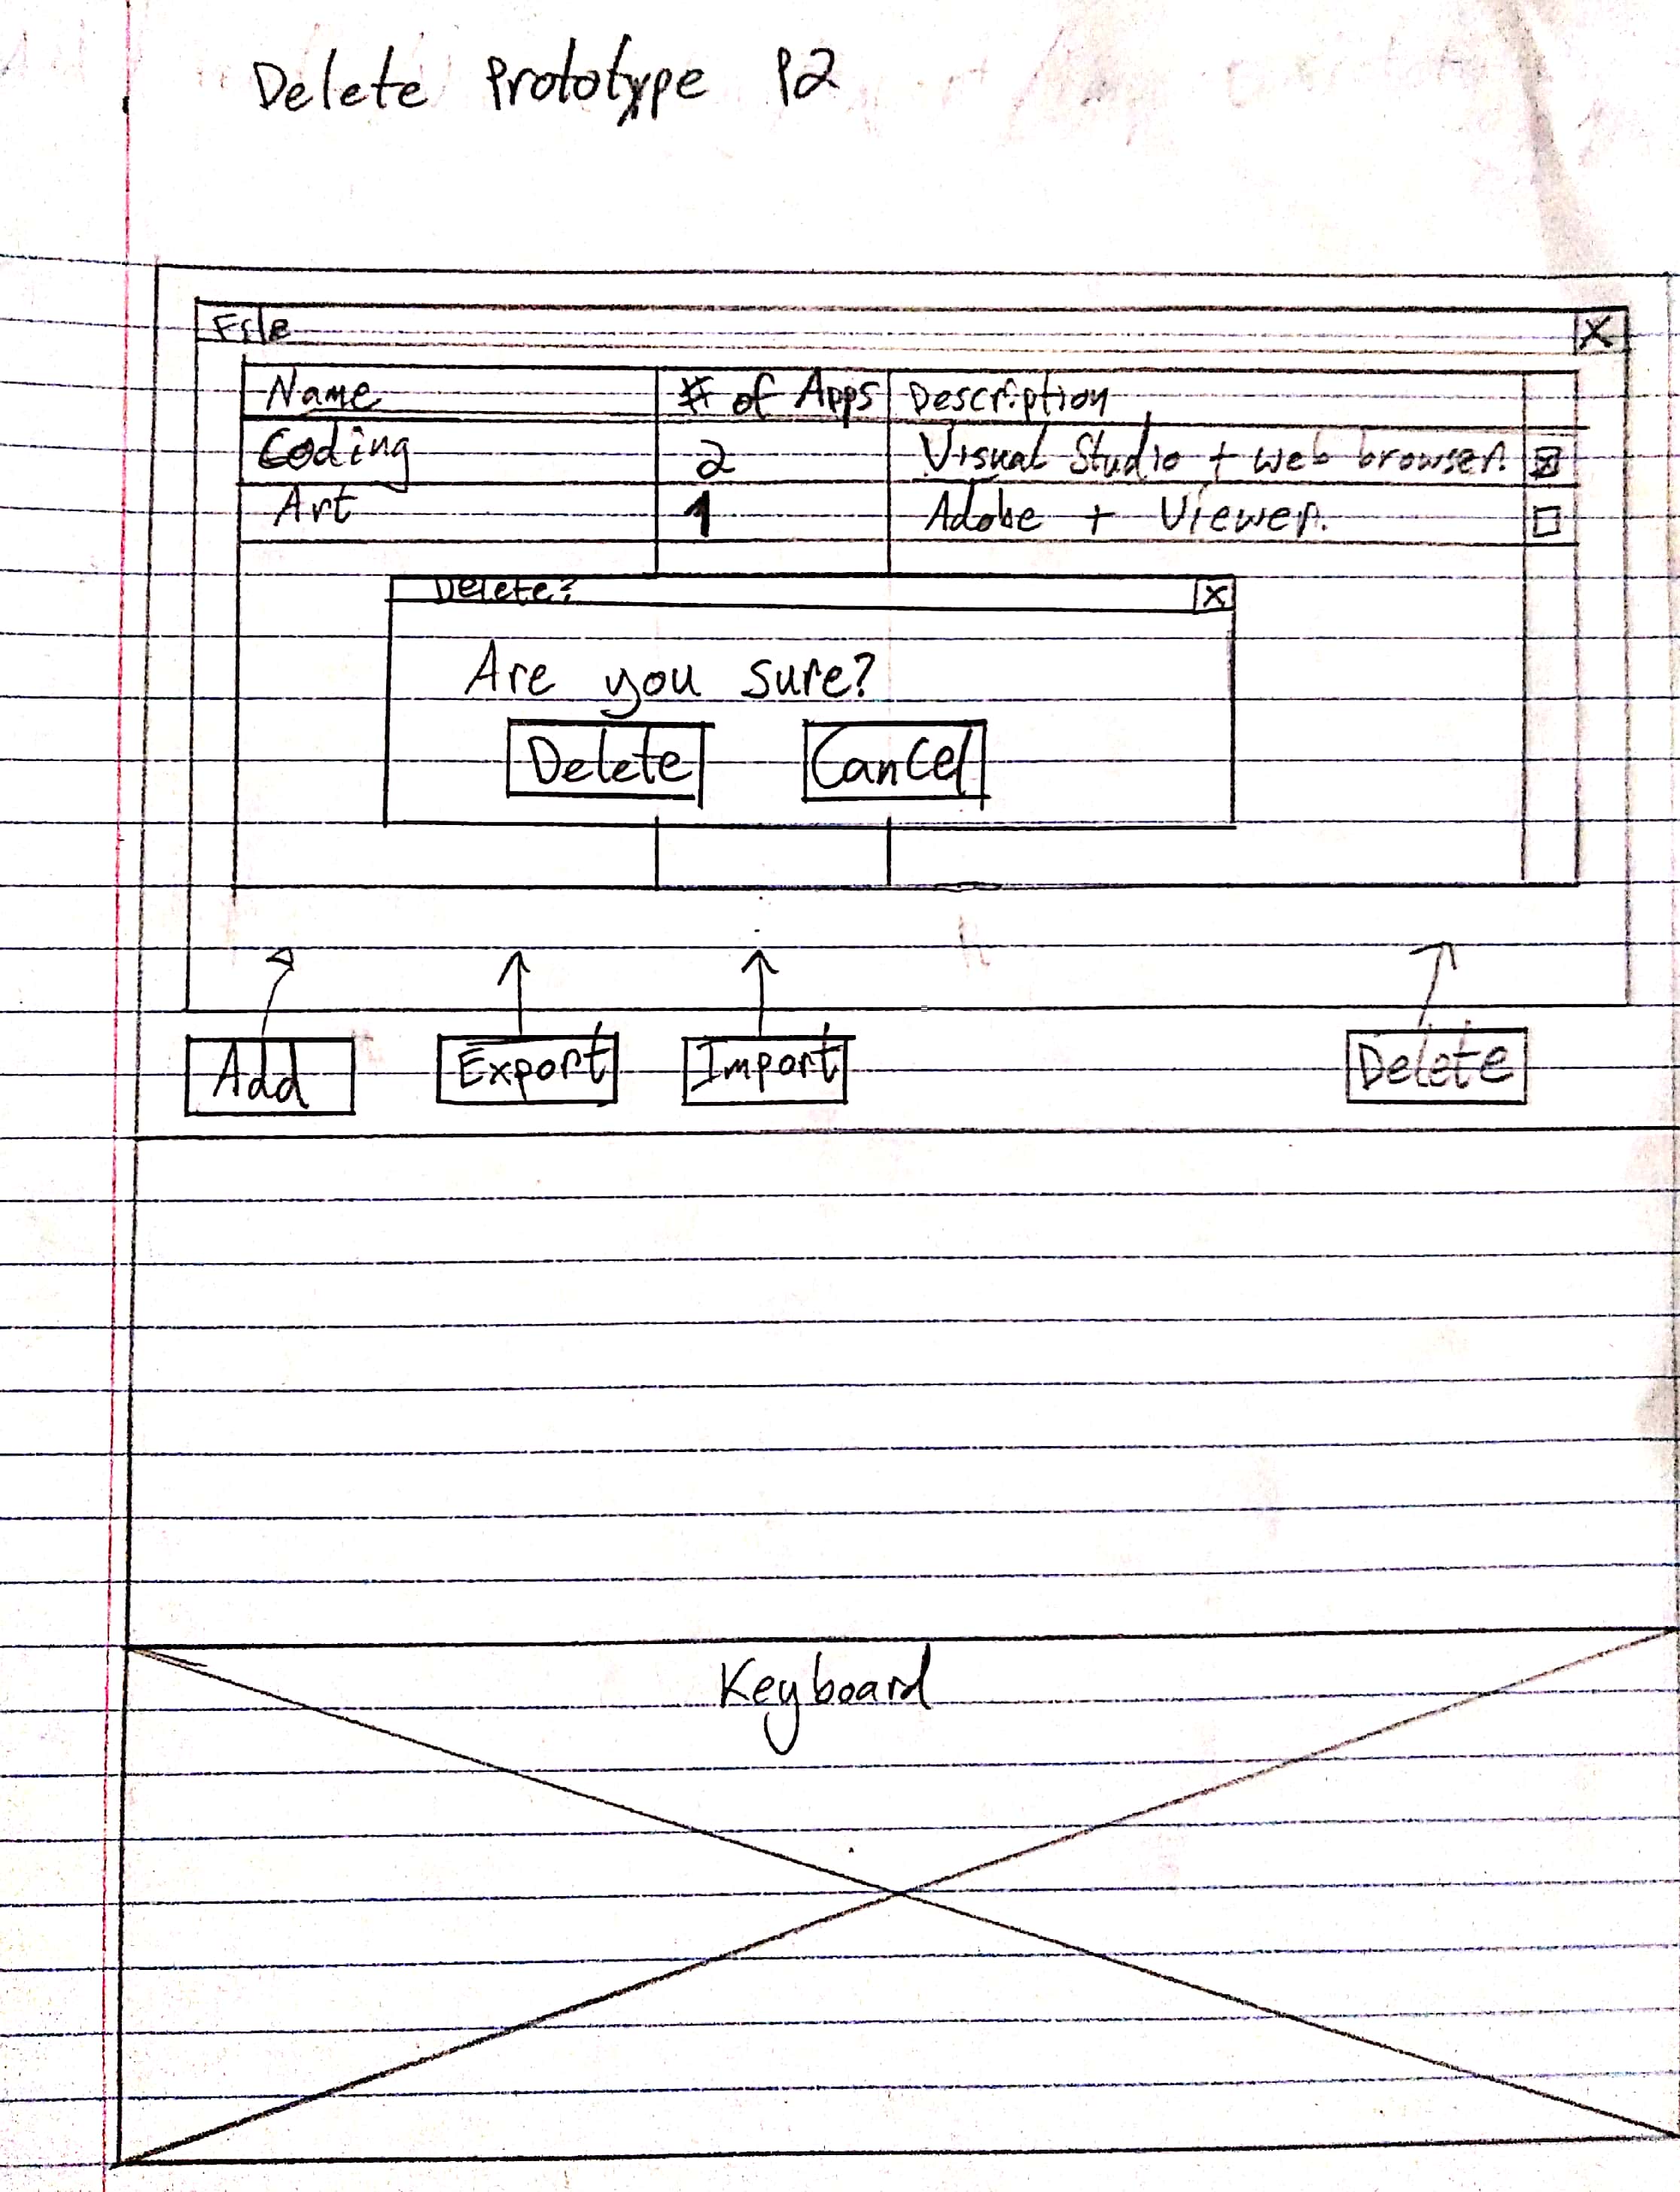 Delete Prototype P2
File X
Name # of Apps Description
Coding 2 Visual Studio + web browser.
Art 1 Adobe + Viewer.
Delete? X
Are you sure?
Delete Cancel
Add Export Import Delete
Keyboard